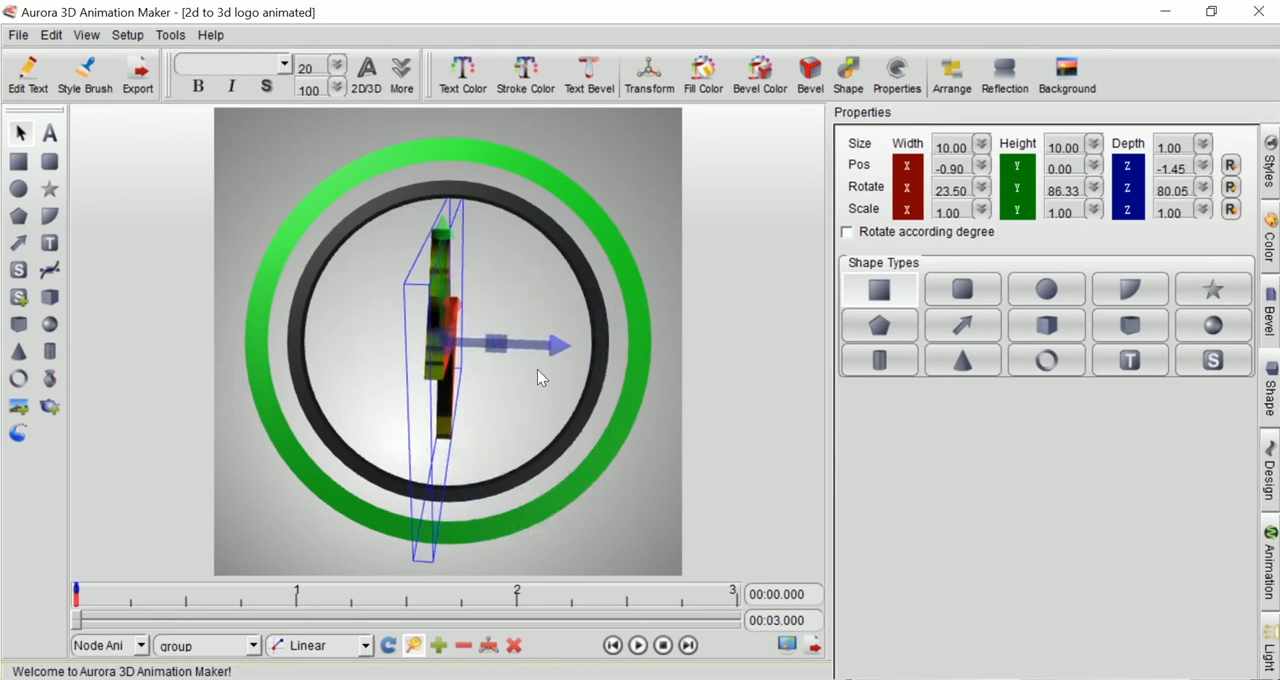 Aurora 3D Animation Maker - [2d to 3d logo animated]
File Edit View Setup Tools Help
20
100
B I S
Edit Text Style Brush Export 2D/3D More Text Color Stroke Color Text Bevel Transform Fill Color Bevel Color Bevel Shape Properties Arrange Reflection Background
Properties
Size Width 10.00 Height 10.00 Depth 1.00
Pos X -0.90 Y 0.00 Z -1.45 R
Rotate X 23.50 Y 86.33 Z 80.05 R
Scale X 1.00 Y 1.00 Z 1.00 R
Rotate according degree
Shape Types
T S
A
T
S
S
Styles
Color
Bevel
Shape
Design
Animation
Light
1 2 3
00:00.000
00:03.000
Node Ani group Linear
Welcome to Aurora 3D Animation Maker!